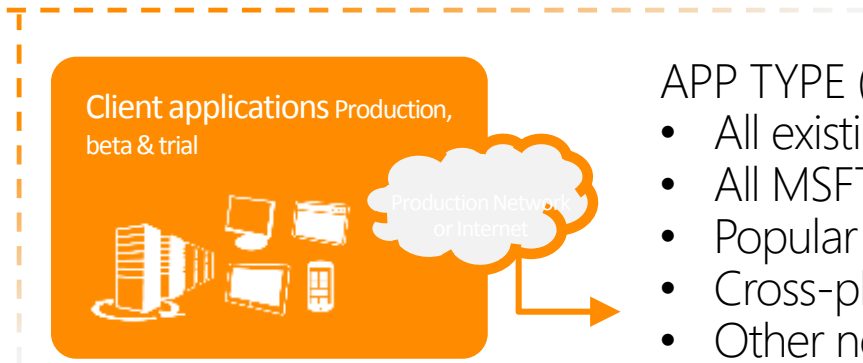 Client applications Production,
beta & trial
Production Network
or Internet
APP TYPE (
• All existi
• All MSFT
• Popular
• Cross-pl
• Other n